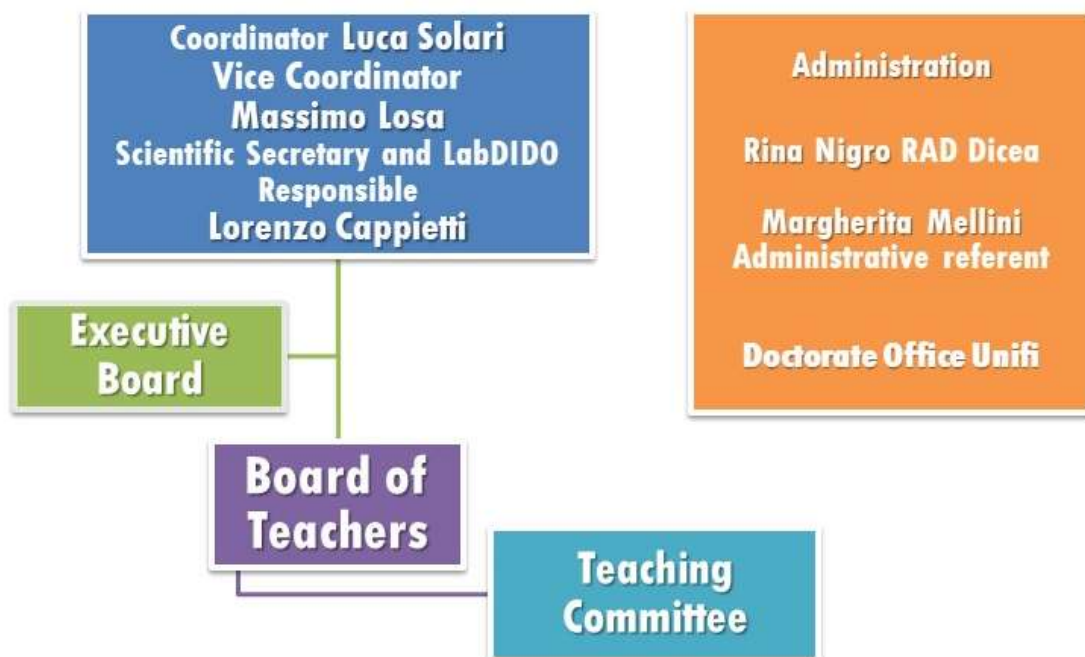 Coordinator Luca Solari
Vice Coordinator
Massimo Losa
Scientific Secretary and LabDIDO
Responsible
Lorenzo Cappietti
Administration
Rina Nigro RAD Dicea
Margherita Mellini
Administrative referent
Doctorate Office Unifi
Executive
Board
Board of
Teachers
Teaching
Committee